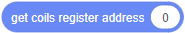 get coils register address 0